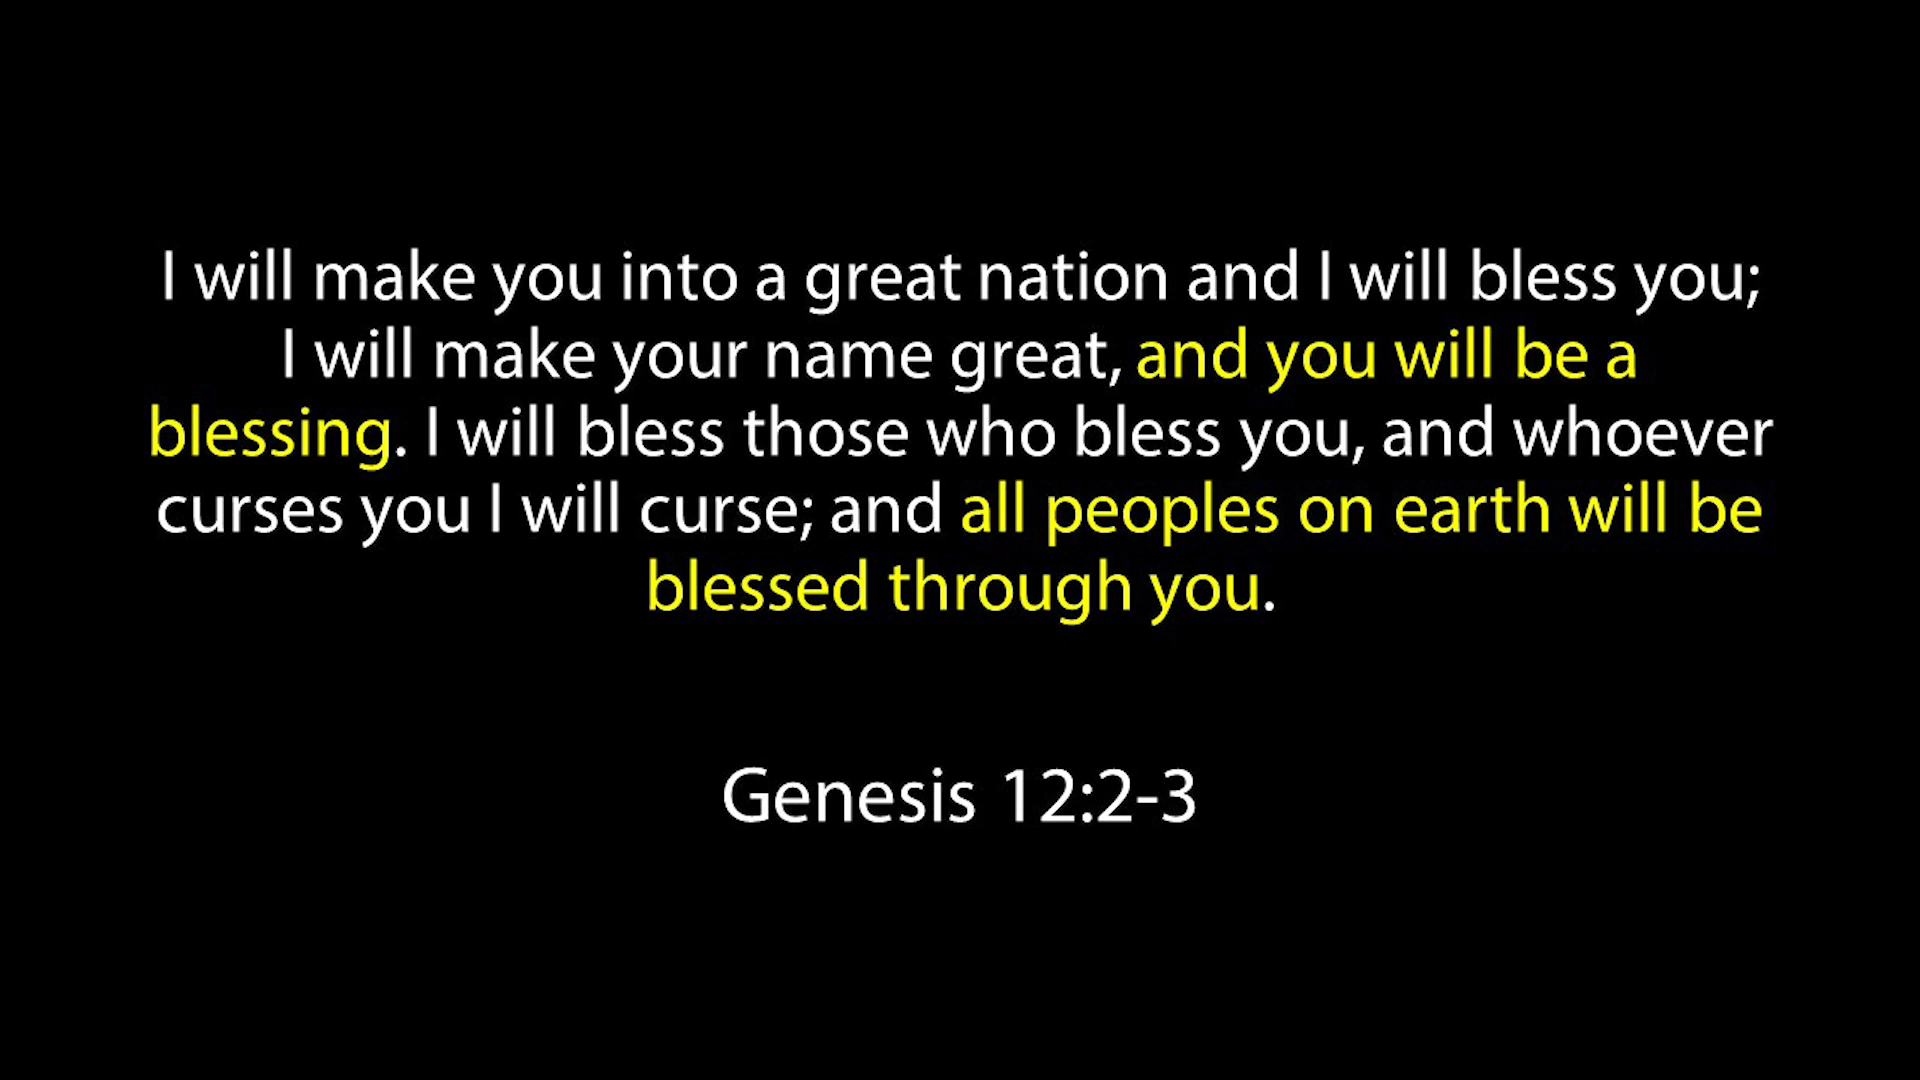 I will make you into a great nation and I will bless you;
I will make your name great, and you will be a
blessing. I will bless those who bless you, and whoever
curses you I will curse; and all peoples on earth will be
blessed through you.
Genesis 12:2-3